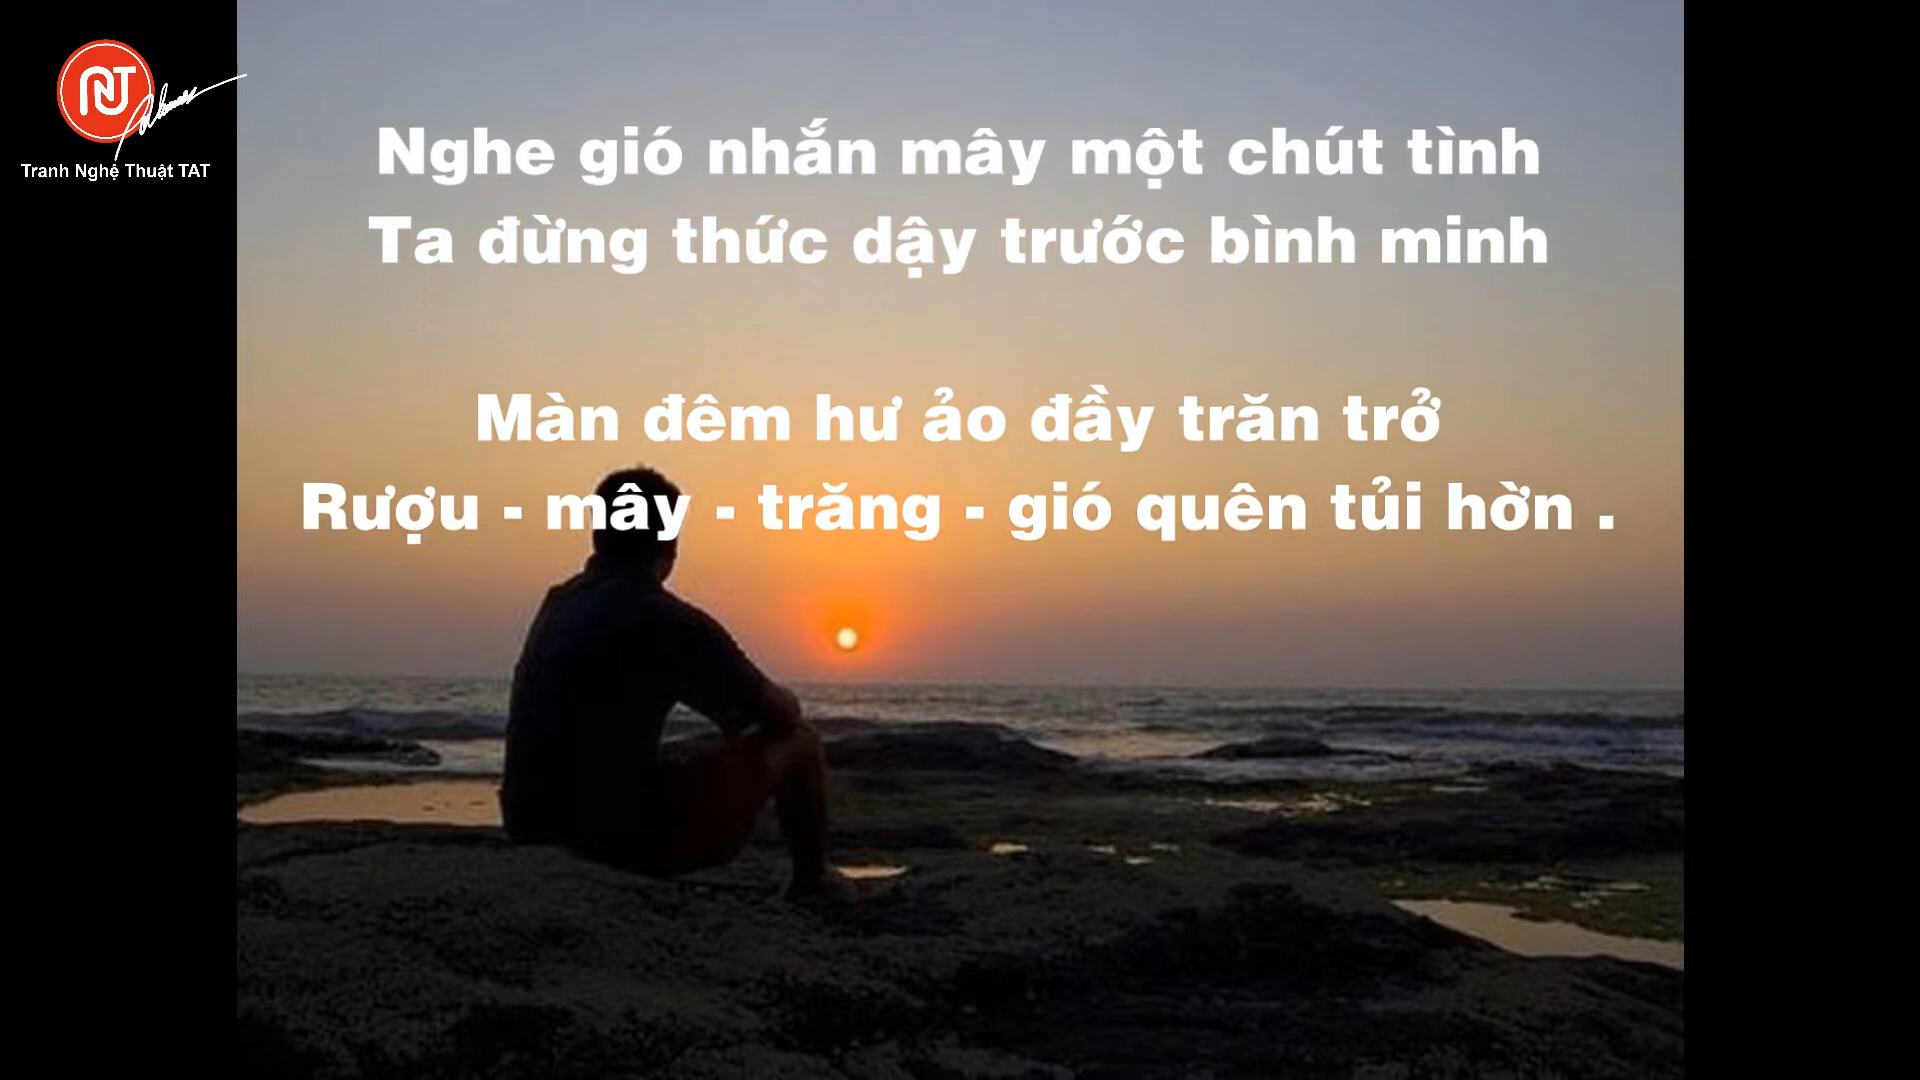 Tranh Nghệ Thuật TAT
Nghe gió nhắn mây một chút tình
Ta đừng thức dậy trước bình minh
Màn đêm hư ảo đầy trăn trở
Rượu - mây - trăng - gió quên tủi hờn .